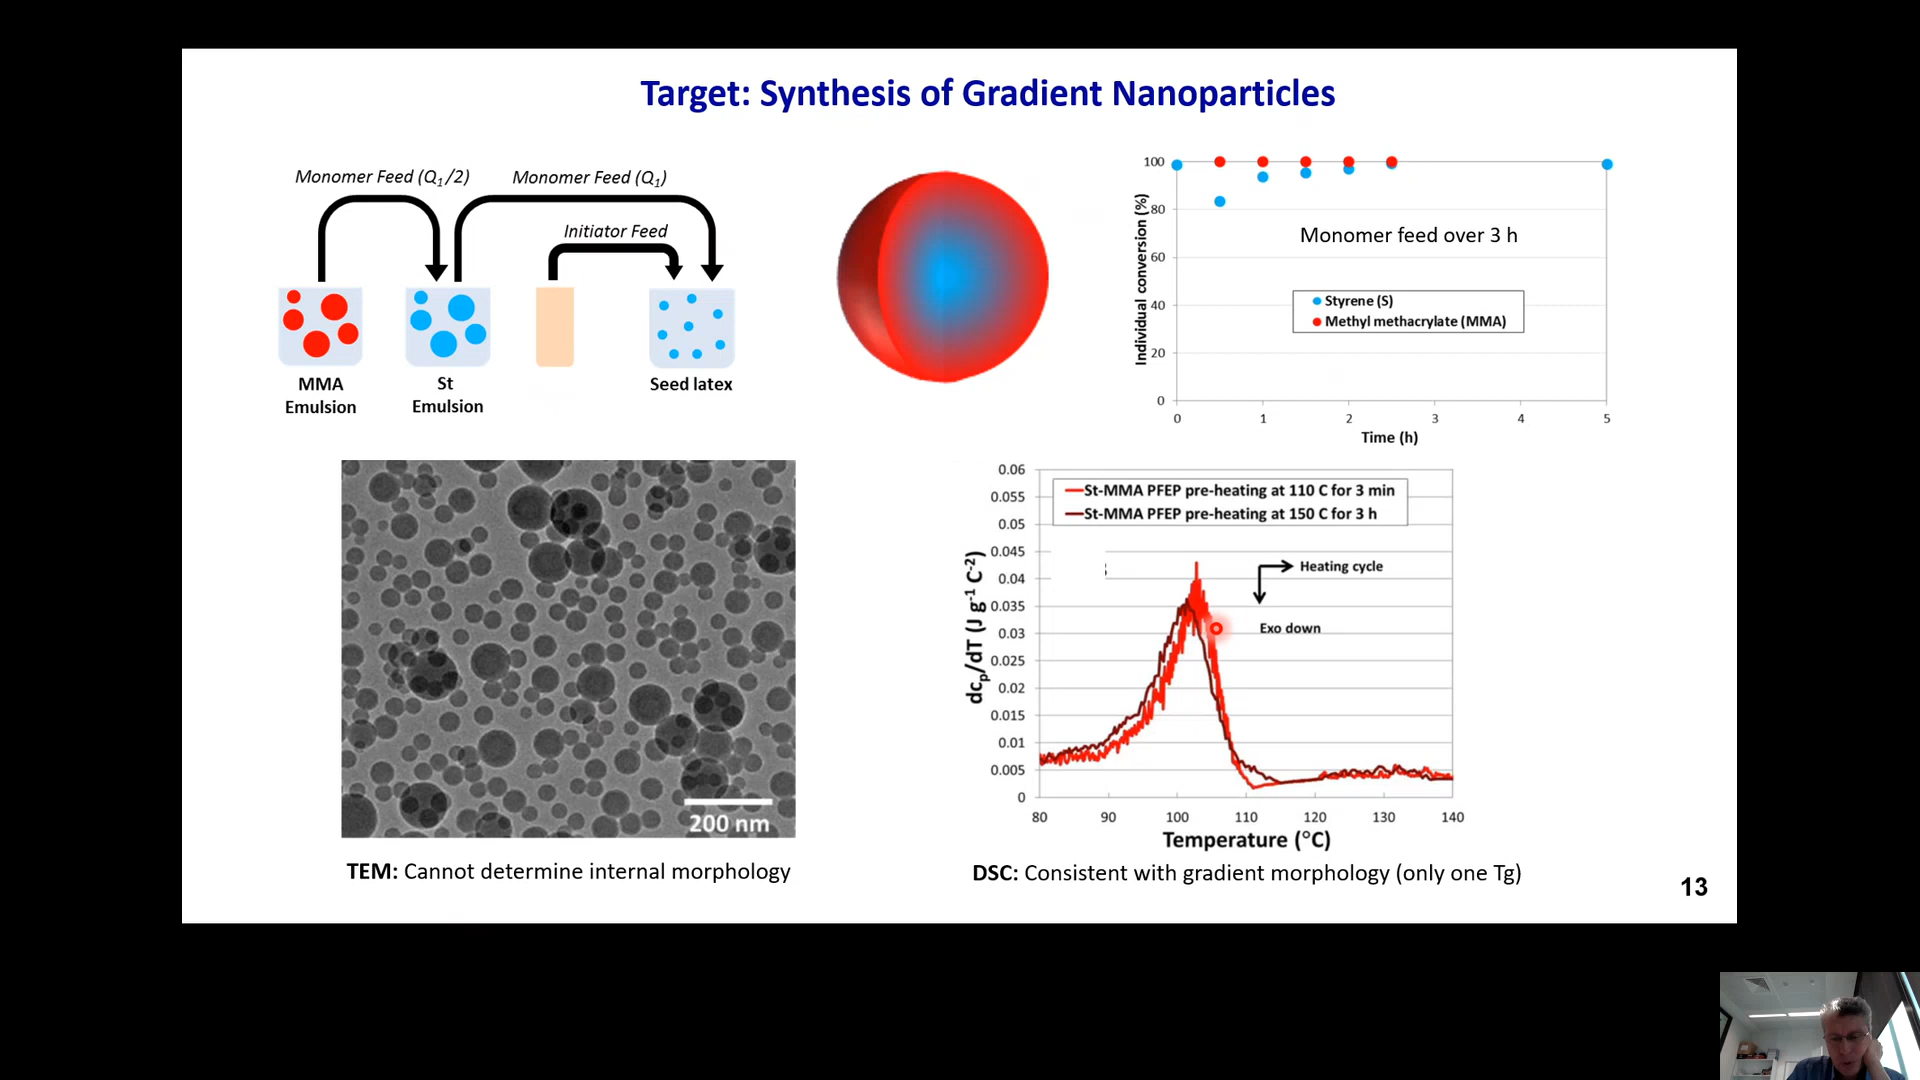 Target: Synthesis of Gradient Nanoparticles
Monomer Feed (Q1/2)
Monomer Feed (Q1)
Initiator Feed
MMA
Emulsion
St
Emulsion
Seed latex
100
80
60
40
20
0
Individual conversion (%)
Monomer feed over 3 h
Styrene (S)
Methyl methacrylate (MMA)
0 1 2 3 4 5
Time (h)
200 nm
TEM: Cannot determine internal morphology
0.06
0.055
0.05
0.045
0.04
0.035
0.03
0.025
0.02
0.015
0.01
0.005
0
dcp/dT (J g-1 C-2)
St-MMA PFEP pre-heating at 110 C for 3 min
St-MMA PFEP pre-heating at 150 C for 3 h
Heating cycle
Exo down
80 90 100 110 120 130 140
Temperature (°C)
DSC: Consistent with gradient morphology (only one Tg)
13